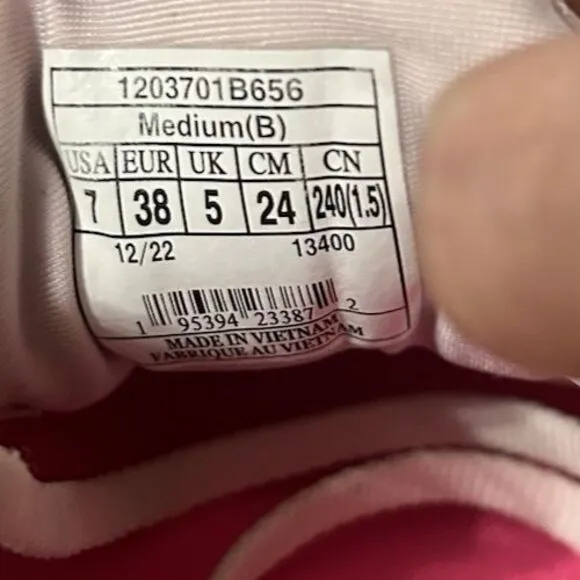 1203701B656
Medium(B)
USA EUR UK CM CN
7 38 5 24 240(1.5)
12/22 13400
1 95394 23387 2
MADE IN VIETNAM
FABRIQUE AU VIETNAM